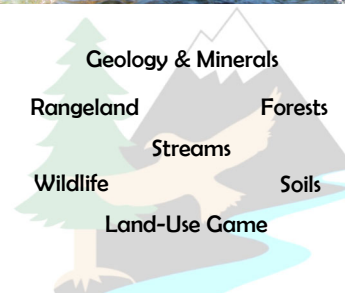 Geology & Minerals
Rangeland Forests
Streams
Wildlife Soils
Land-Use Game